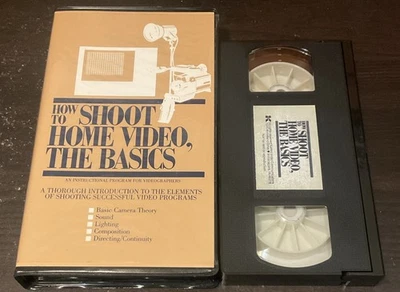 HOW TO SHOOT
HOME VIDEO,
THE BASICS
AN INSTRUCTIONAL PROGRAM FOR VIDEOGRAPHERS
A THOROUGH INTRODUCTION TO THE ELEMENTS
OF SHOOTING SUCCESSFUL VIDEO PROGRAMS
Basic Camera Theory
Sound
Lighting
Composition
Directing/Continuity
HOW TO SHOOT
HOME VIDEO,
THE BASICS